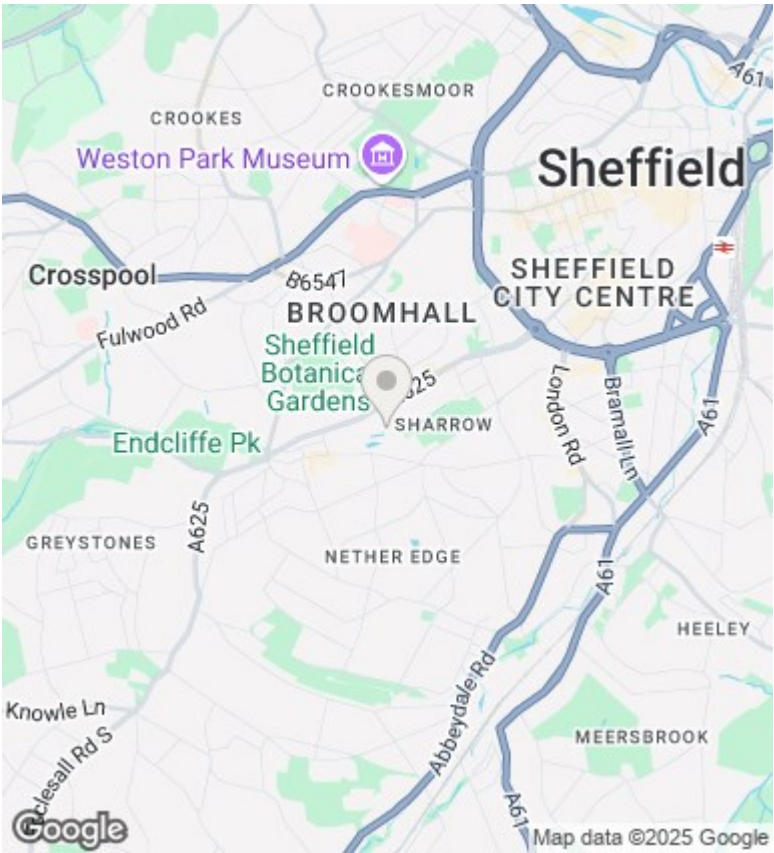 A61
CROOKESMOOR
CROOKES
Weston Park Museum
Sheffield
Crosspool
B6547
SHEFFIELD
CITY CENTRE
Fulwood Rd
BROOMHALL
Sheffield
Gardens
SHARROW
London Rd
Bramall Ln
A61
Endcliffe Pk
A625
GREYSTONES
NETHER EDGE
A61
HEELEY
Abbeydale Rd
Knowle Ln
MEERSBROOK
Rd S
A61
Google
Map data ©2025 Google